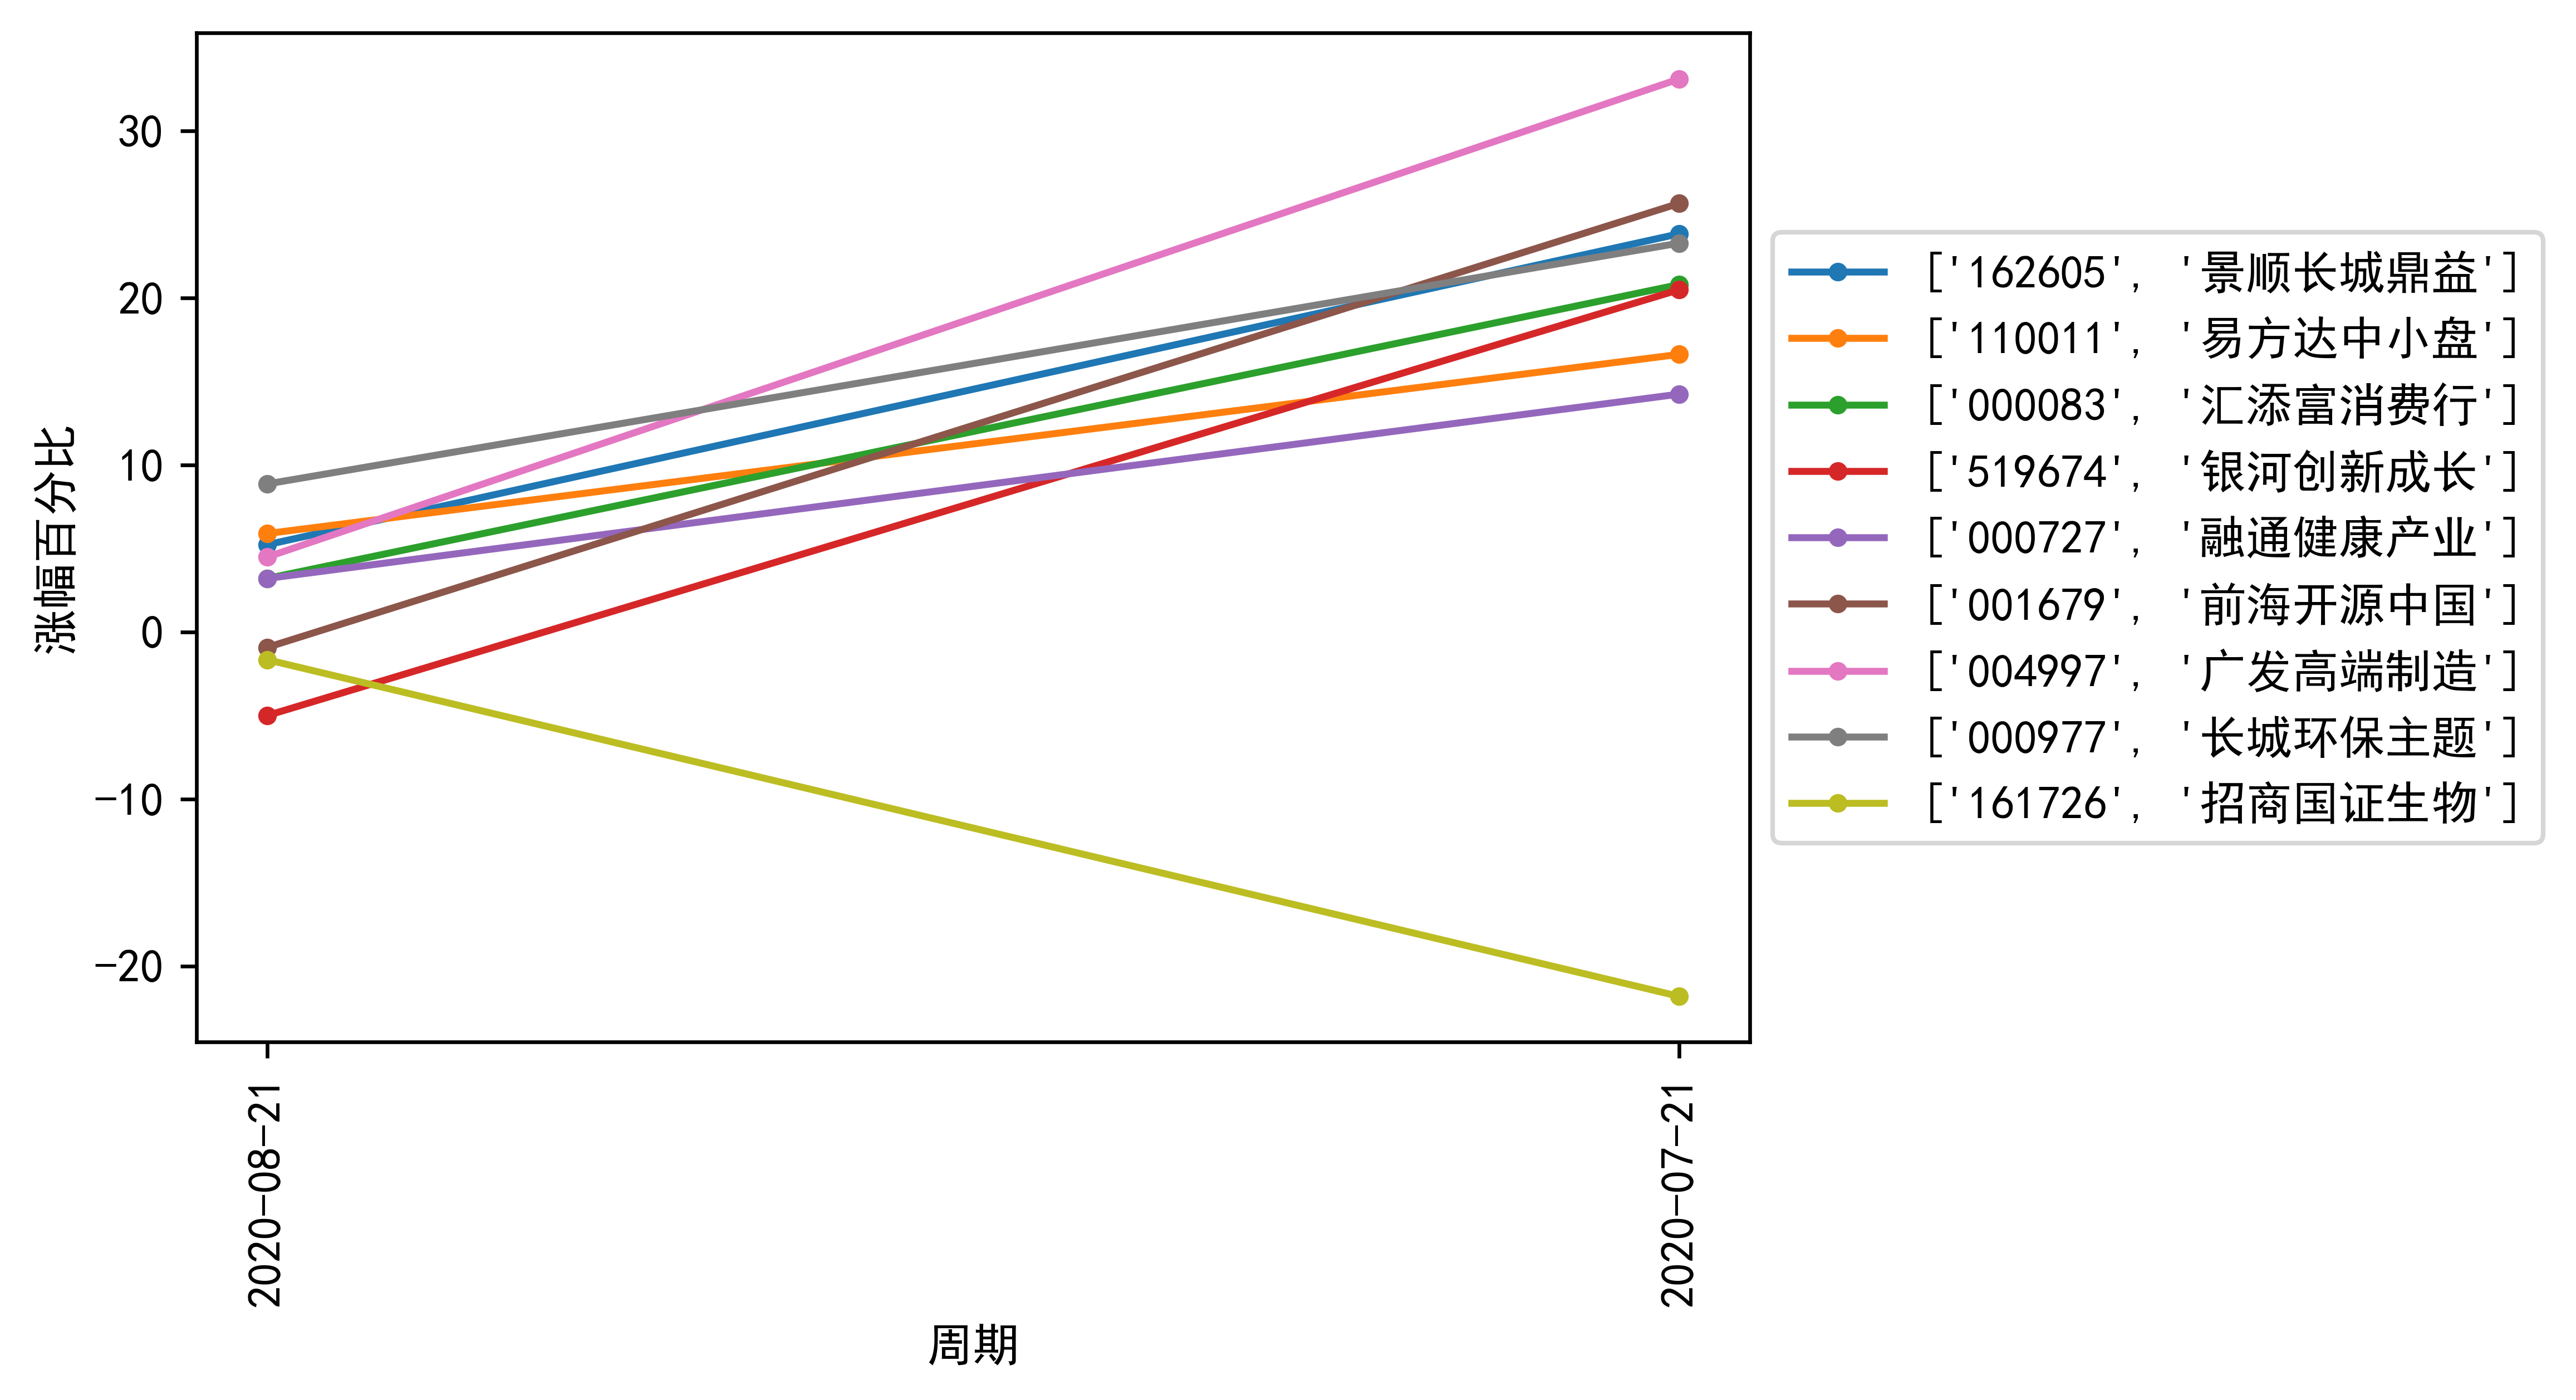 30
20
10
0
-10
-20
涨幅百分比
2020-08-21
2020-07-21
周期
['162605', '景顺长城鼎益']
['110011', '易方达中小盘']
['000083', '汇添富消费行']
['519674', '银河创新成长']
['000727', '融通健康产业']
['001679', '前海开源中国']
['004997', '广发高端制造']
['000977', '长城环保主题']
['161726', '招商国证生物']